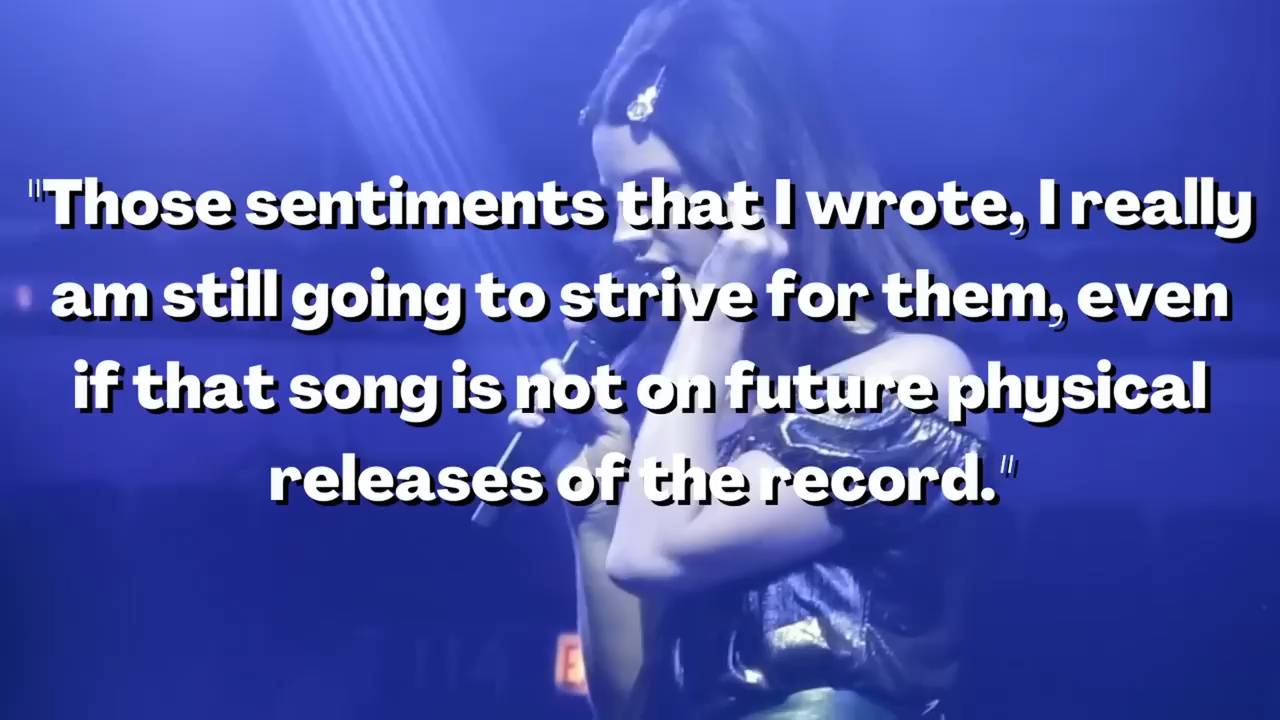 "Those sentiments that I wrote, I really
am still going to strive for them, even
if that song is not on future physical
releases of the record."
114
E